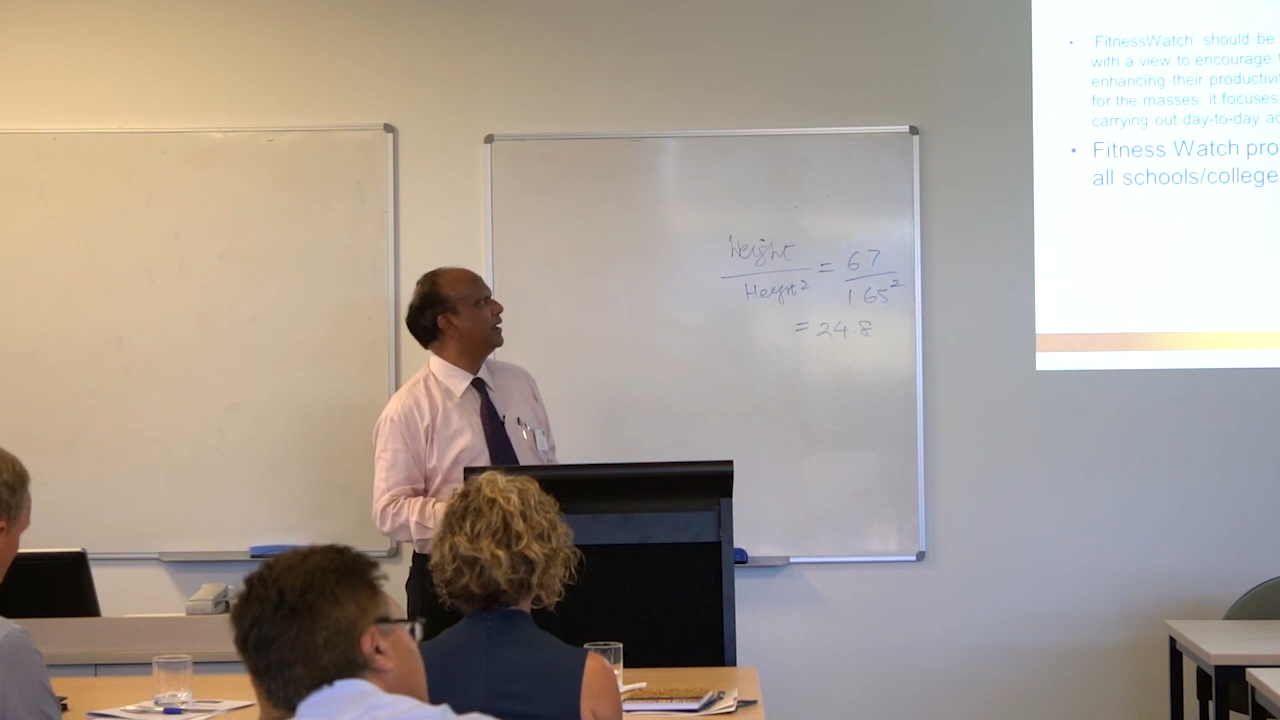 Weight
Height² = 67
1.65²
= 24.8
• 'FitnessWatch' should be
with a view to encourage
enhancing their productivi
for the masses; it focuses
carrying out day-to-day ac
• Fitness Watch pro
all schools/college